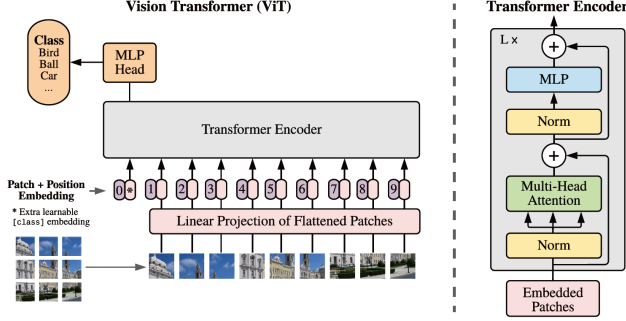 Vision Transformer (ViT)
Class
Bird
Ball
Car
...
MLP
Head
Transformer Encoder
Patch + Position
Embedding
0 * 1 2 3 4 5 6 7 8 9
* Extra learnable
[class] embedding
Linear Projection of Flattened Patches
Transformer Encoder
L x
+
MLP
Norm
+
Multi-Head
Attention
Norm
Embedded
Patches